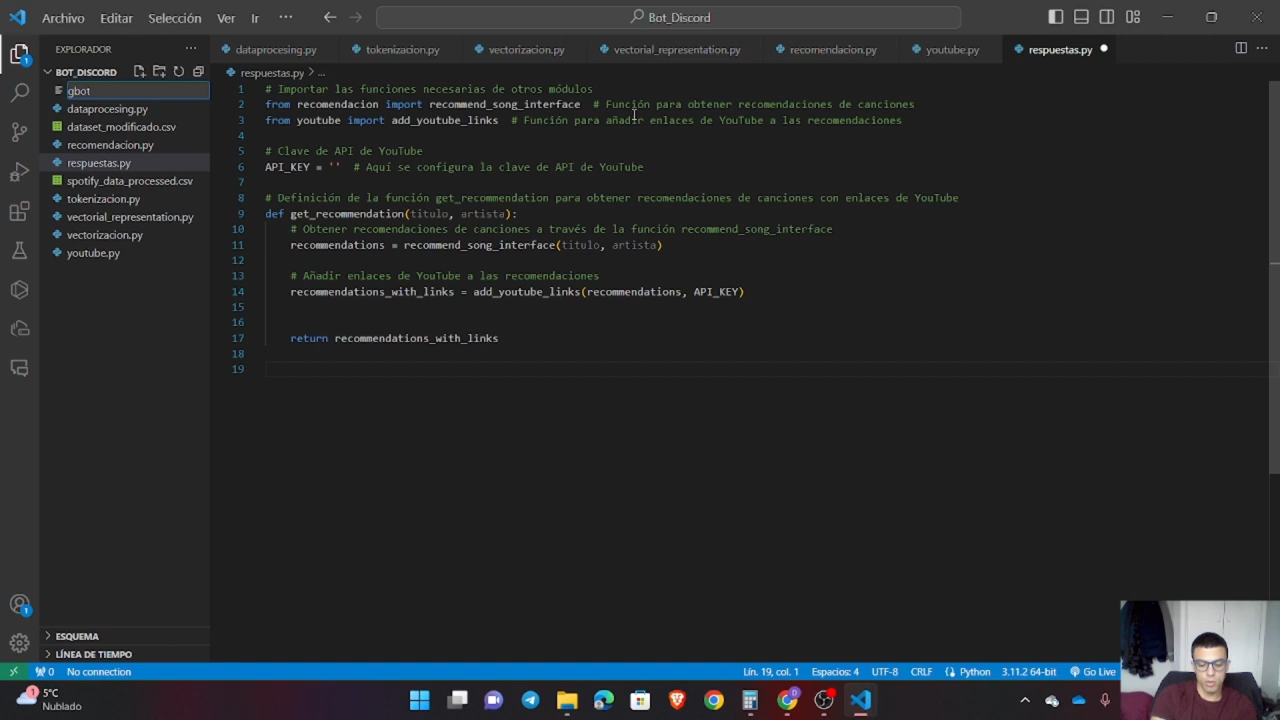 Archivo Editar Selección Ver Ir ··· Bot_Discord
EXPLORADOR ··· dataprocesing.py tokenizacion.py vectorizacion.py vectorial_representation.py recomendacion.py youtube.py respuestas.py
BOT_DISCORD
respuestas.py > ...
gbot
dataprocesing.py
dataset_modificado.csv
recomendacion.py
respuestas.py
spotify_data_processed.csv
tokenizacion.py
vectorial_representation.py
vectorizacion.py
youtube.py
1 # Importar las funciones necesarias de otros módulos
2 from recomendacion import recommend_song_interface # Función para obtener recomendaciones de canciones
3 from youtube import add_youtube_links # Función para añadir enlaces de YouTube a las recomendaciones
4
5 # Clave de API de YouTube
6 API_KEY = '' # Aquí se configura la clave de API de YouTube
7
8 # Definición de la función get_recommendation para obtener recomendaciones de canciones con enlaces de YouTube
9 def get_recommendation(titulo, artista):
10 # Obtener recomendaciones de canciones a través de la función recommend_song_interface
11 recommendations = recommend_song_interface(titulo, artista)
12
13 # Añadir enlaces de YouTube a las recomendaciones
14 recommendations_with_links = add_youtube_links(recommendations, API_KEY)
15
16
17 return recommendations_with_links
18
19
ESQUEMA
LÍNEA DE TIEMPO
0 No connection Lín. 19, col. 1 Espacios: 4 UTF-8 CRLF Python 3.11.2 64-bit Go Live
5°C
Nublado